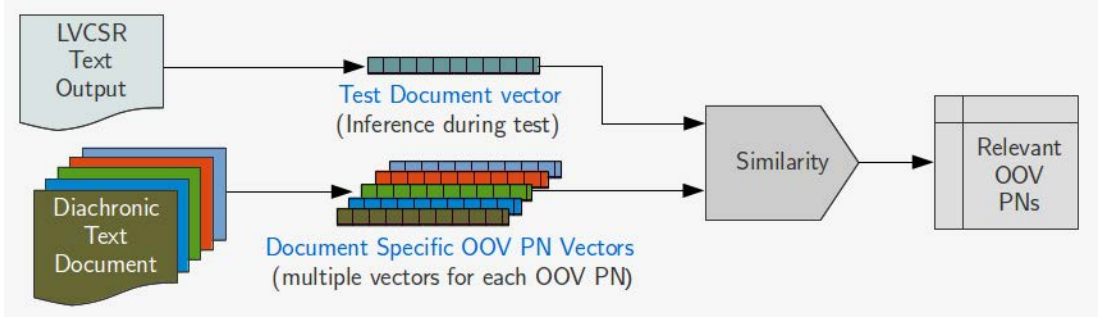 LVCSR
Text
Output
Test Document vector
(Inference during test)
Diachronic
Text
Document
Document Specific OOV PN Vectors
(multiple vectors for each OOV PN)
Similarity
Relevant
OOV
PNs